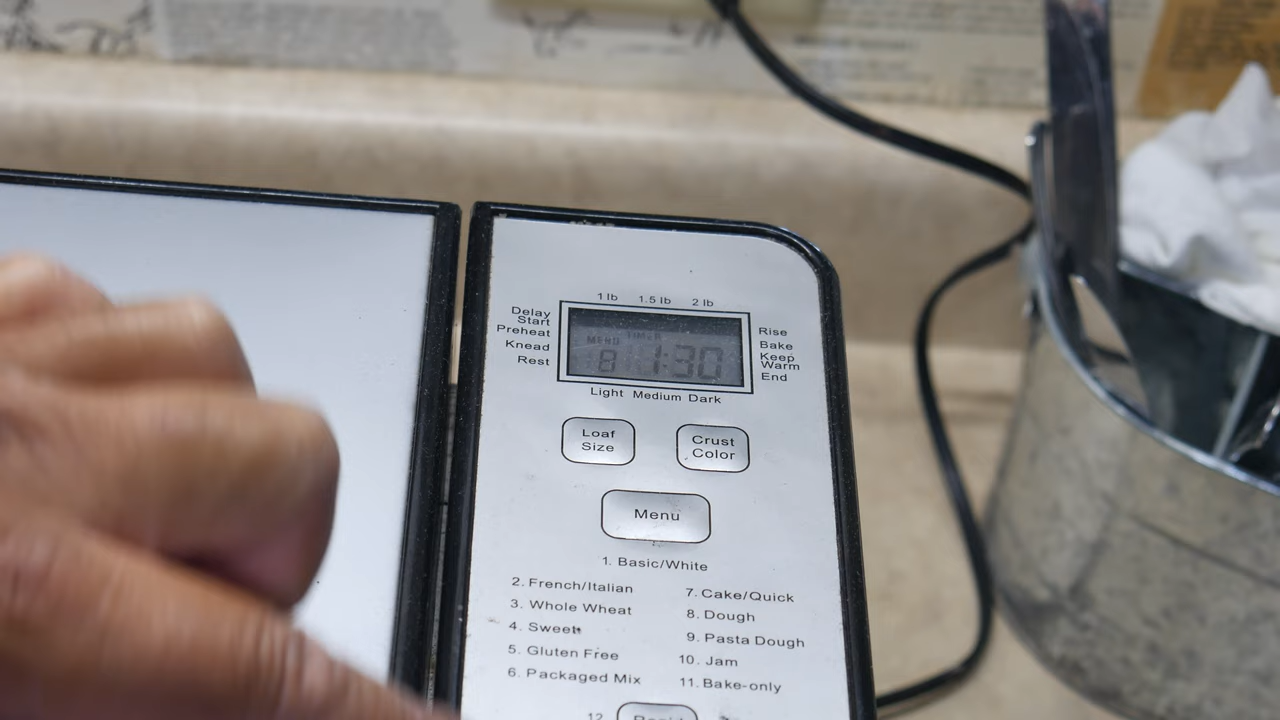 1 lb 1.5 lb 2 lb
Delay
Start
Preheat
Knead
Rest
MENU TIMER
8 1:30
Rise
Bake
Keep
Warm
End
Light Medium Dark
Loaf
Size
Crust
Color
Menu
1. Basic/White
2. French/Italian
3. Whole Wheat
4. Sweet
5. Gluten Free
6. Packaged Mix
7. Cake/Quick
8. Dough
9. Pasta Dough
10. Jam
11. Bake-only
12.